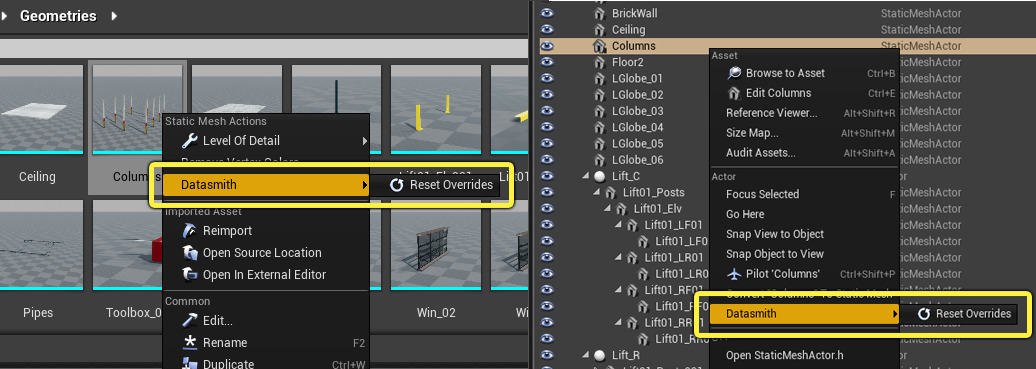 Geometries
Static Mesh Actions
Level Of Detail
Remove Vertex Colors
Datasmith
Reset Overrides
Imported Asset
Reimport
Open Source Location
Open In External Editor
Common
Edit...
Rename F2
Duplicate Ctrl+W
Ceiling
Colum
Pipes
Toolbox_0
Win_02
Wi
BrickWall StaticMeshActor
Ceiling StaticMeshActor
Columns StaticMeshActor
Floor2
LGlobe_01
LGlobe_02
LGlobe_03
LGlobe_04
LGlobe_05
LGlobe_06
Lift_C
Lift01_Posts
Lift01_Elv
Lift01_LF01
Lift01_LF0
Lift01_LR01
Lift01_LR0
Lift01_RF01
Lift01_RF0
Lift01_RR01
Lift01_RR0
Lift_R
Asset
Browse to Asset Ctrl+B
Edit Columns Ctrl+E
Reference Viewer... Alt+Shift+R
Size Map... Alt+Shift+M
Audit Assets... Alt+Shift+A
Actor
Focus Selected F
Go Here
Snap View to Object
Snap Object to View
Pilot 'Columns' Ctrl+Shift+P
Convert 'Columns' To Static Mesh
Datasmith
Reset Overrides
Open StaticMeshActor.h